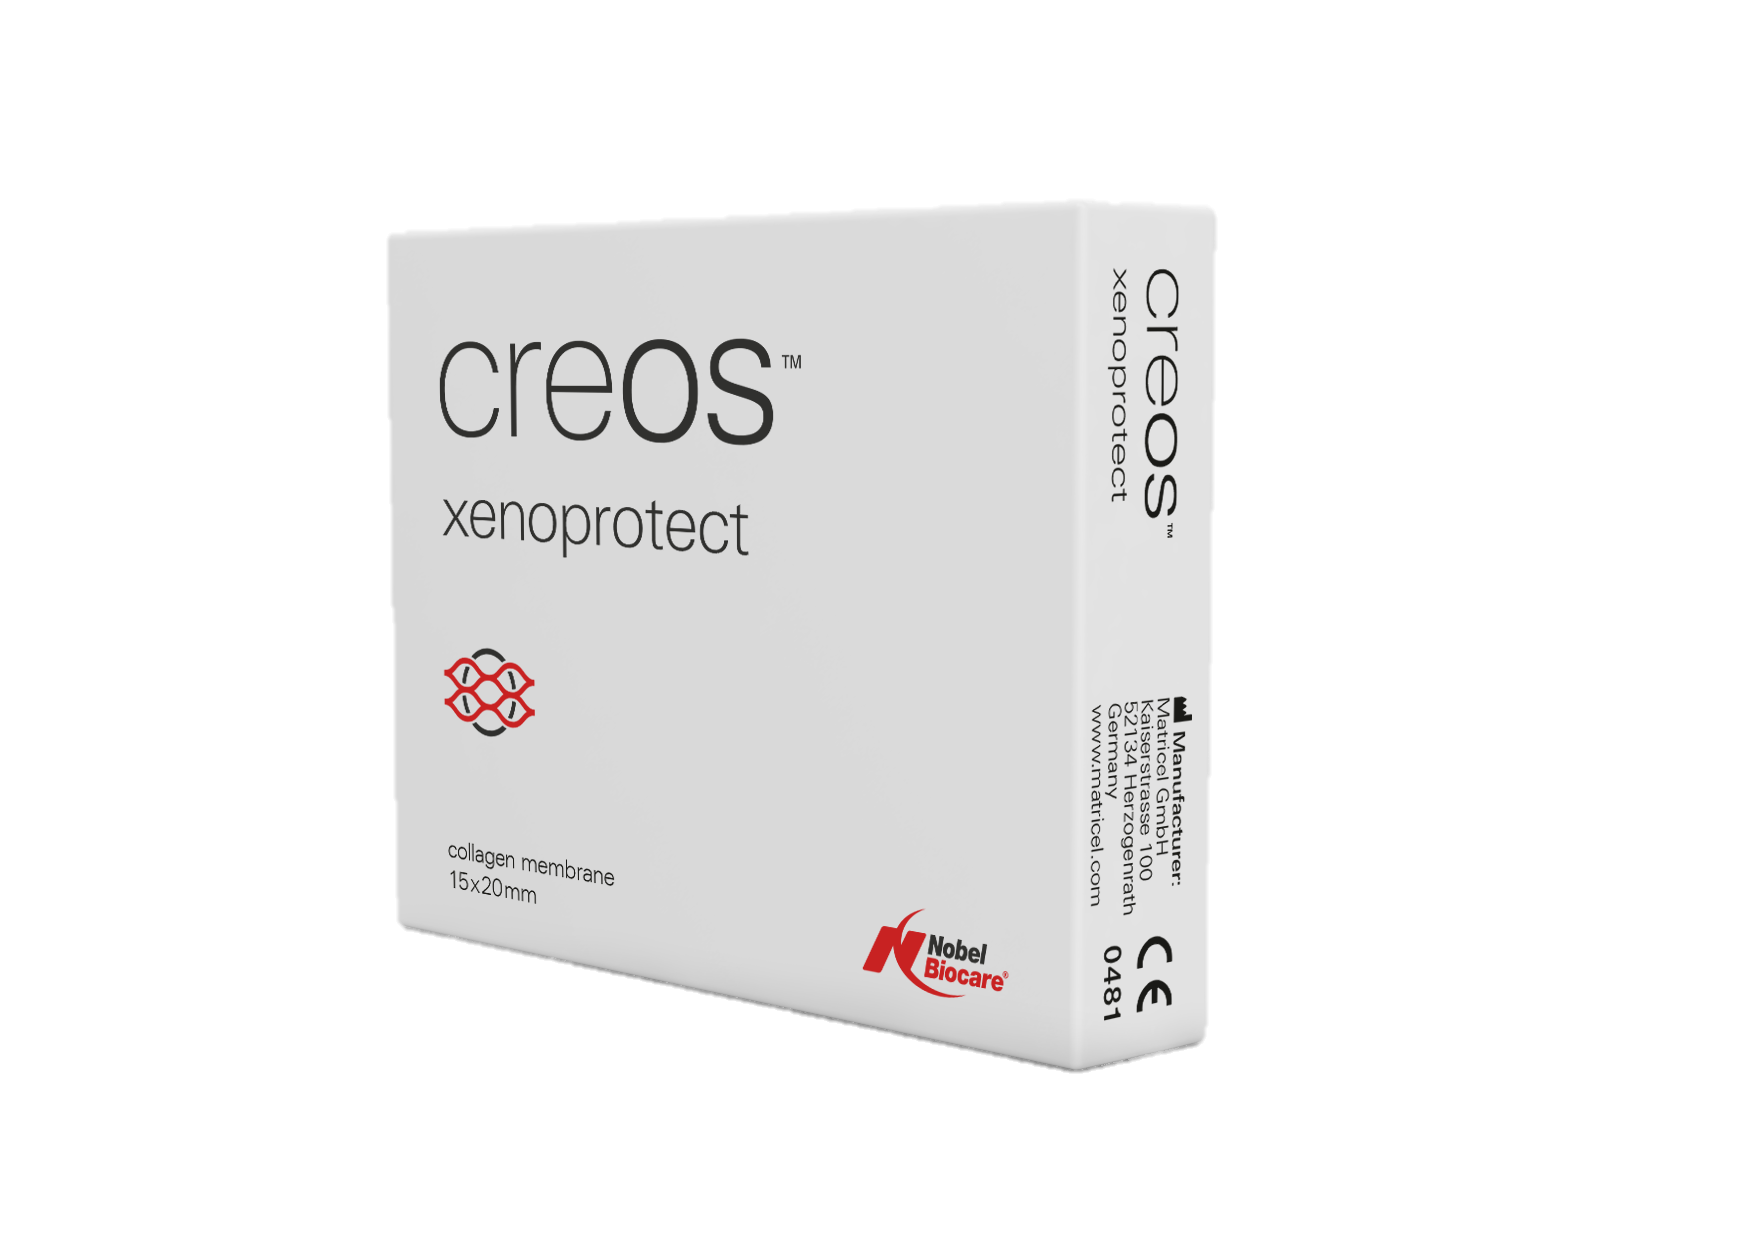 creos™
xenoprotect
collagen membrane
15x20mm
Nobel
Biocare®
creos™
xenoprotect
Manufacturer:
Matricel GmbH
Kaiserstrasse 100
52134 Herzogenrath
Germany
www.matricel.com
CE
0481